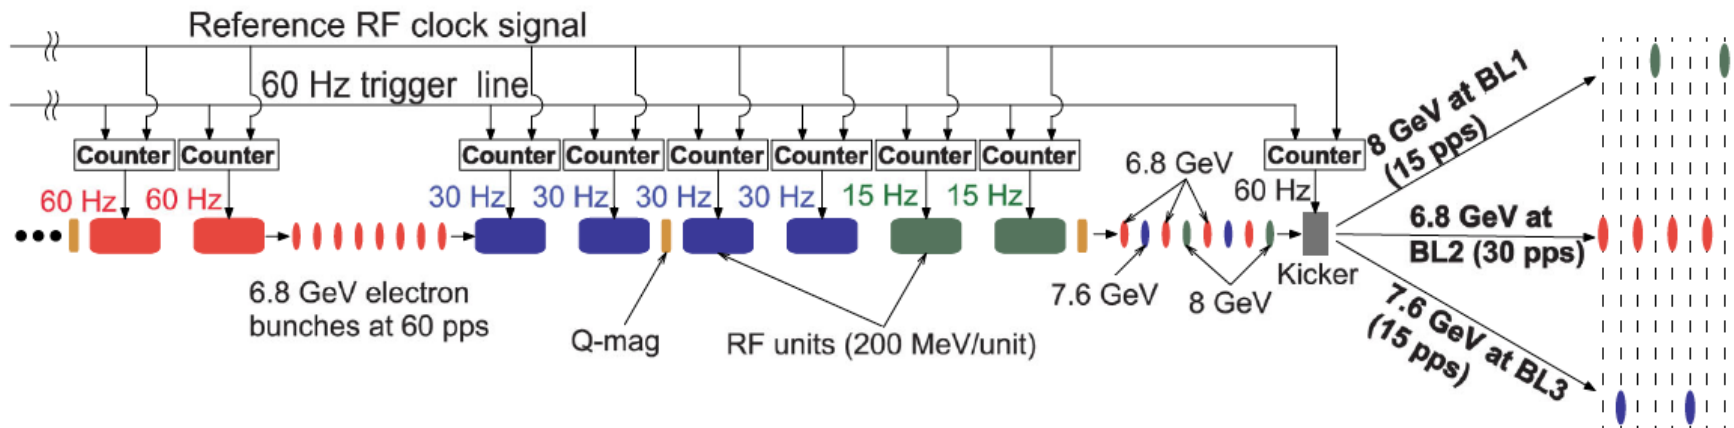 Reference RF clock signal
60 Hz trigger line
Counter Counter Counter Counter Counter Counter Counter Counter Counter
60 Hz 60 Hz 30 Hz 30 Hz 30 Hz 30 Hz 15 Hz 15 Hz 60 Hz
6.8 GeV electron
bunches at 60 pps
Q-mag
RF units (200 MeV/unit)
6.8 GeV
7.6 GeV
8 GeV
Kicker
8 GeV at BL1
(15 pps)
6.8 GeV at
BL2 (30 pps)
7.6 GeV at BL3
(15 pps)